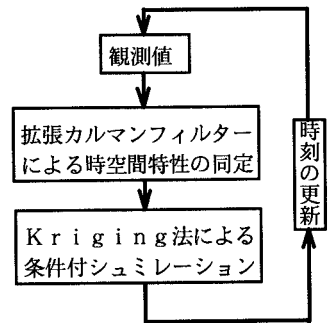 観測値
拡張カルマンフィルター
による時空間特性の同定
Kriging法による
条件付シュミレーション
時刻の更新